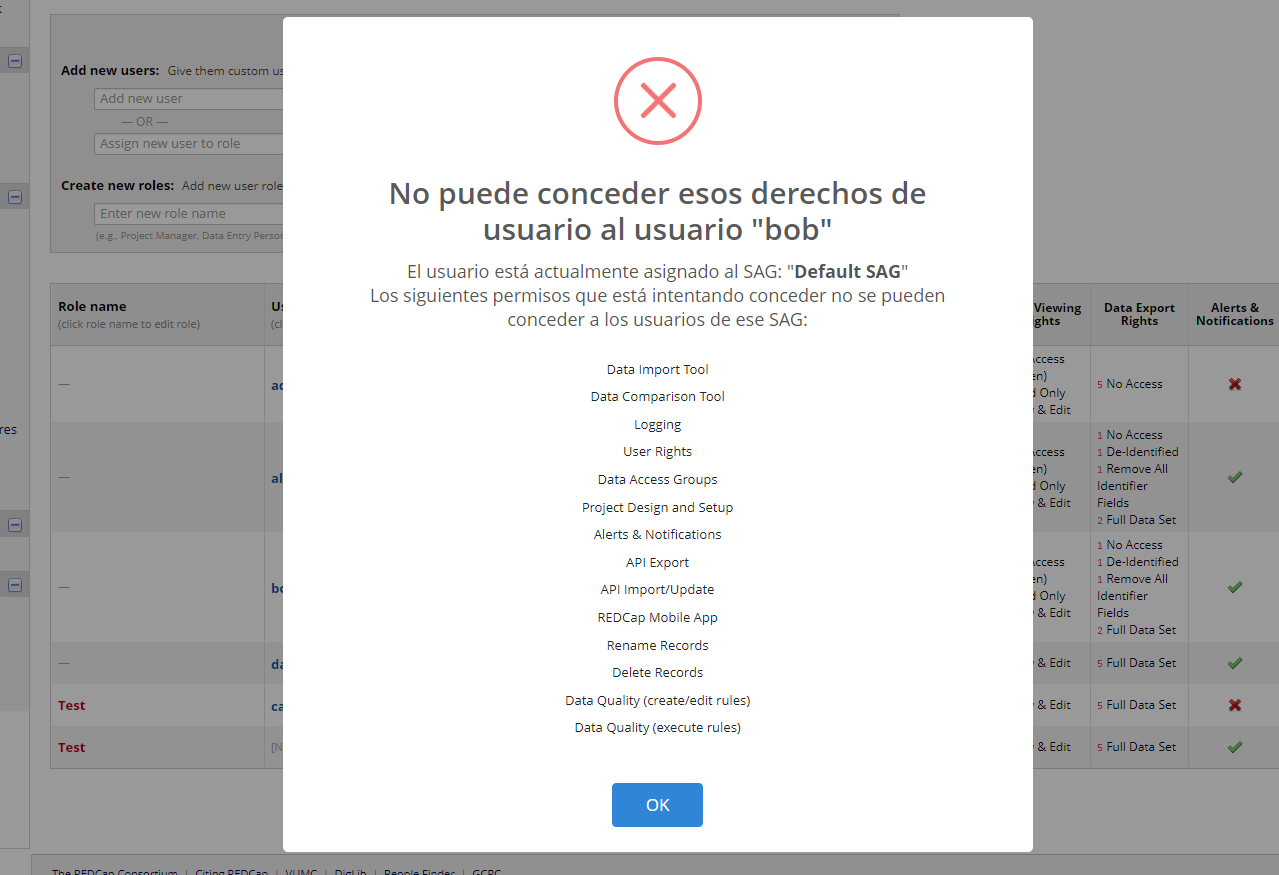 Add new users: Give them custom us
Add new user
— OR —
Assign new user to role
Create new roles: Add new user role
Enter new role name
(e.g., Project Manager, Data Entry Person
No puede conceder esos derechos de
usuario al usuario "bob"
El usuario está actualmente asignado al SAG: "Default SAG"
Los siguientes permisos que está intentando conceder no se pueden
conceder a los usuarios de ese SAG:
Data Import Tool
Data Comparison Tool
Logging
User Rights
Data Access Groups
Project Design and Setup
Alerts & Notifications
API Export
API Import/Update
REDCap Mobile App
Rename Records
Delete Records
Data Quality (create/edit rules)
Data Quality (execute rules)
OK
Role name
(click role name to edit role)
Viewing
ghts
Data Export
Rights
Alerts &
Notifications
—
ccess
en)
d Only
& Edit
5 No Access
—
al
ccess
en)
d Only
& Edit
1 No Access
1 De-Identified
1 Remove All
Identifier
Fields
2 Full Data Set
—
ccess
en)
d Only
& Edit
1 No Access
1 De-Identified
1 Remove All
Identifier
Fields
2 Full Data Set
—
da
& Edit
5 Full Data Set
Test
ca
& Edit
5 Full Data Set
Test
[N
& Edit
5 Full Data Set
res
The REDCap Consortium | Citing REDCap | VUMC | DigLib | People Finder | GCRC